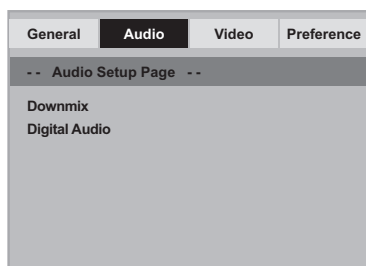 General Audio Video Preference
- - Audio Setup Page - -
Downmix
Digital Audio